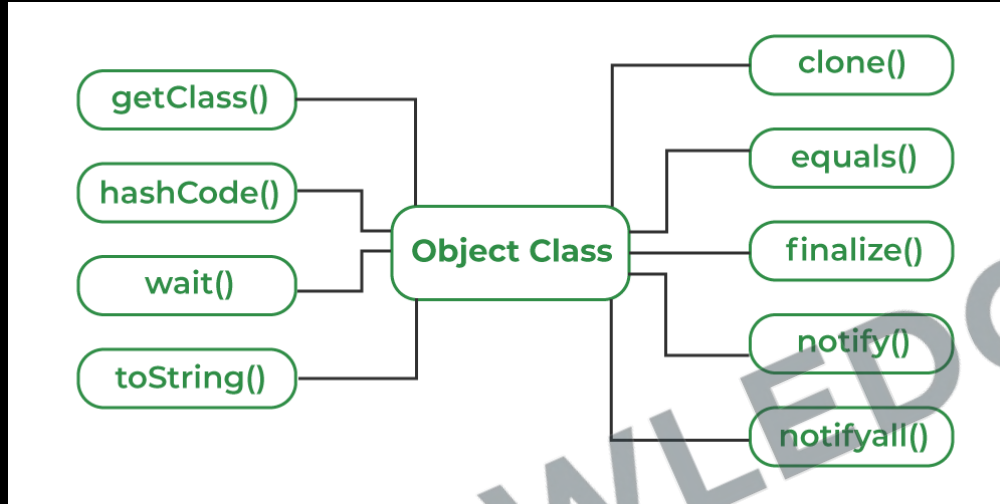 getClass()
hashCode()
wait()
toString()
Object Class
clone()
equals()
finalize()
notify()
notifyall()